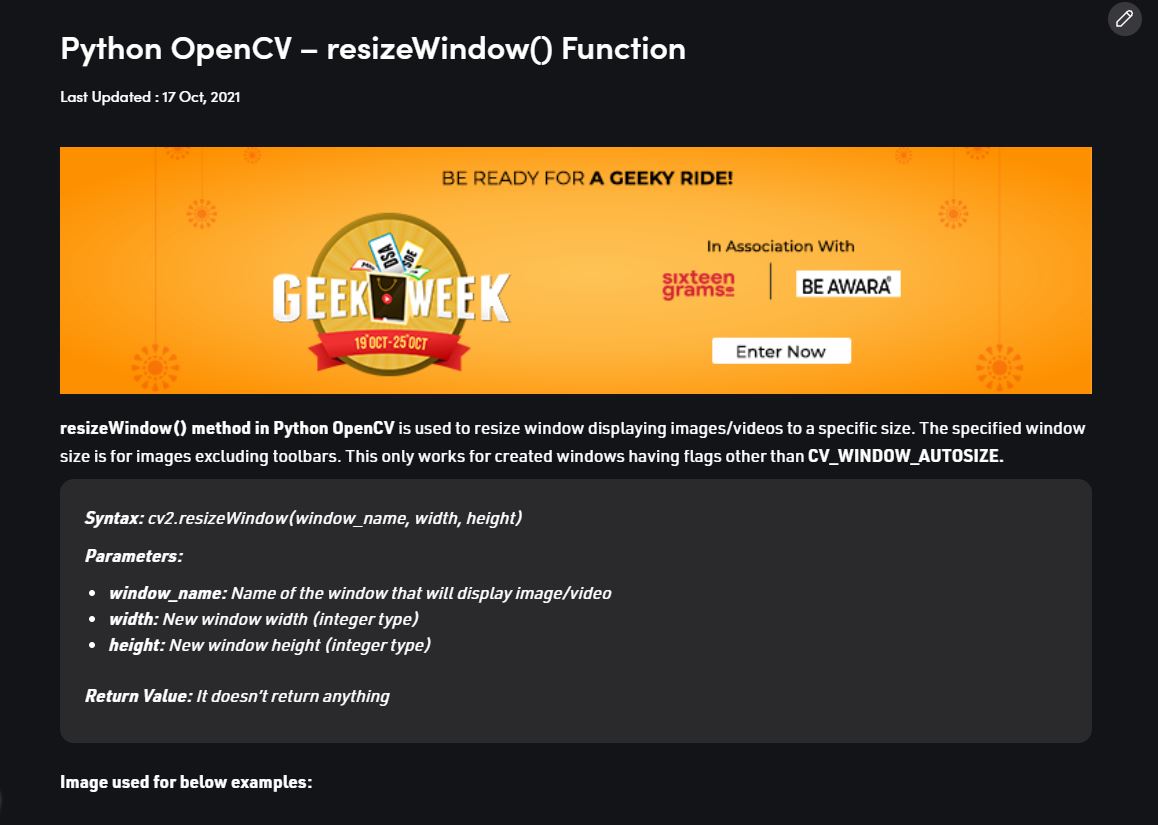 Python OpenCV – resizeWindow() Function
Last Updated : 17 Oct, 2021
BE READY FOR A GEEKY RIDE!
DSA
SDE
GEEK WEEK
19 OCT - 25 OCT
In Association With
sixteen
grams
BE AWARA
Enter Now
resizeWindow() method in Python OpenCV is used to resize window displaying images/videos to a specific size. The specified window
size is for images excluding toolbars. This only works for created windows having flags other than CV_WINDOW_AUTOSIZE.
Syntax: cv2.resizeWindow(window_name, width, height)
Parameters:
• window_name: Name of the window that will display image/video
• width: New window width (integer type)
• height: New window height (integer type)
Return Value: It doesn't return anything
Image used for below examples: